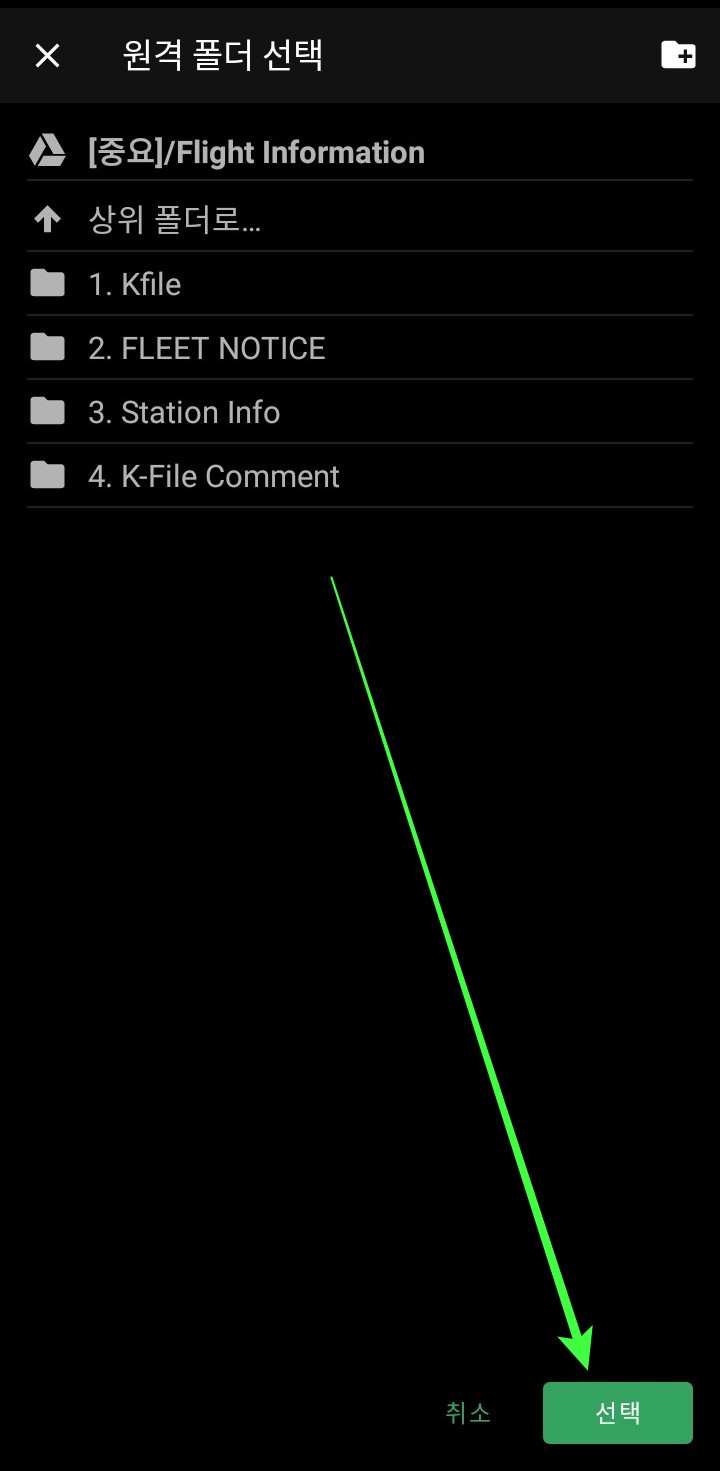 원격 폴더 선택
[중요]/Flight Information
상위 폴더로...
1. Kfile
2. FLEET NOTICE
3. Station Info
4. K-File Comment
취소
선택